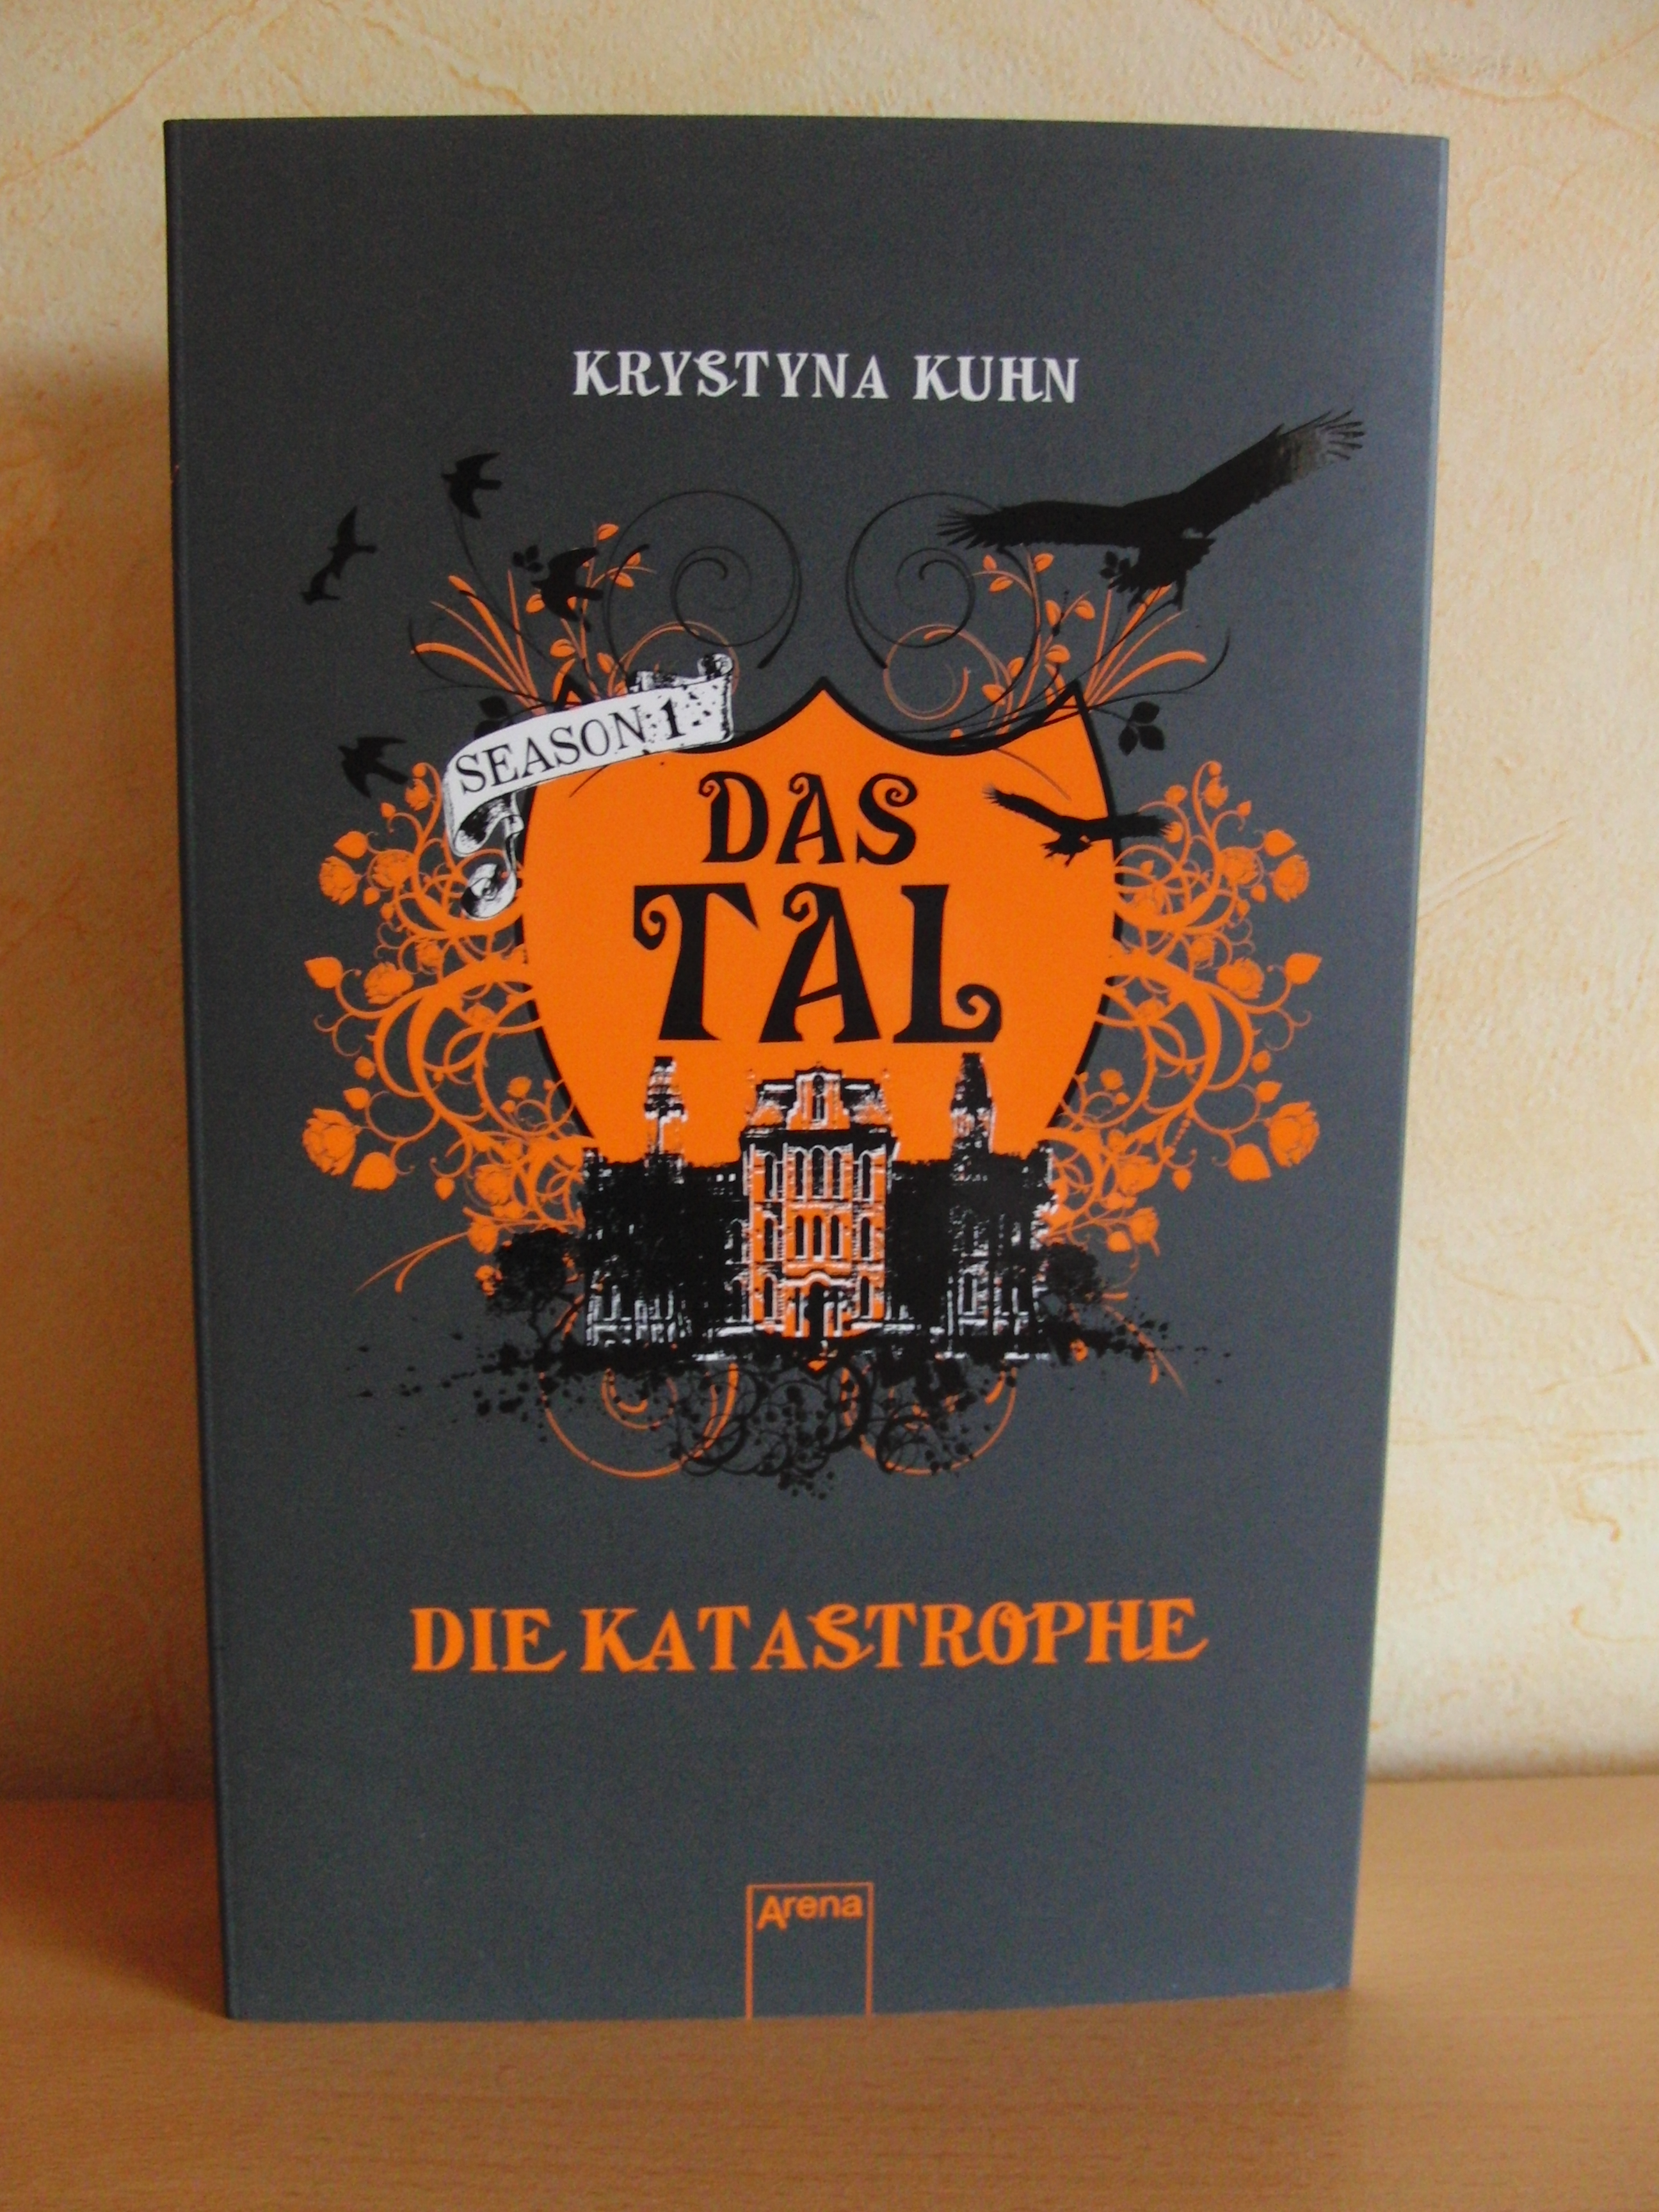 KRYSTYNA KUHN
SEASON 1
DAS
TAL
DIE KATASTROPHE
Arena